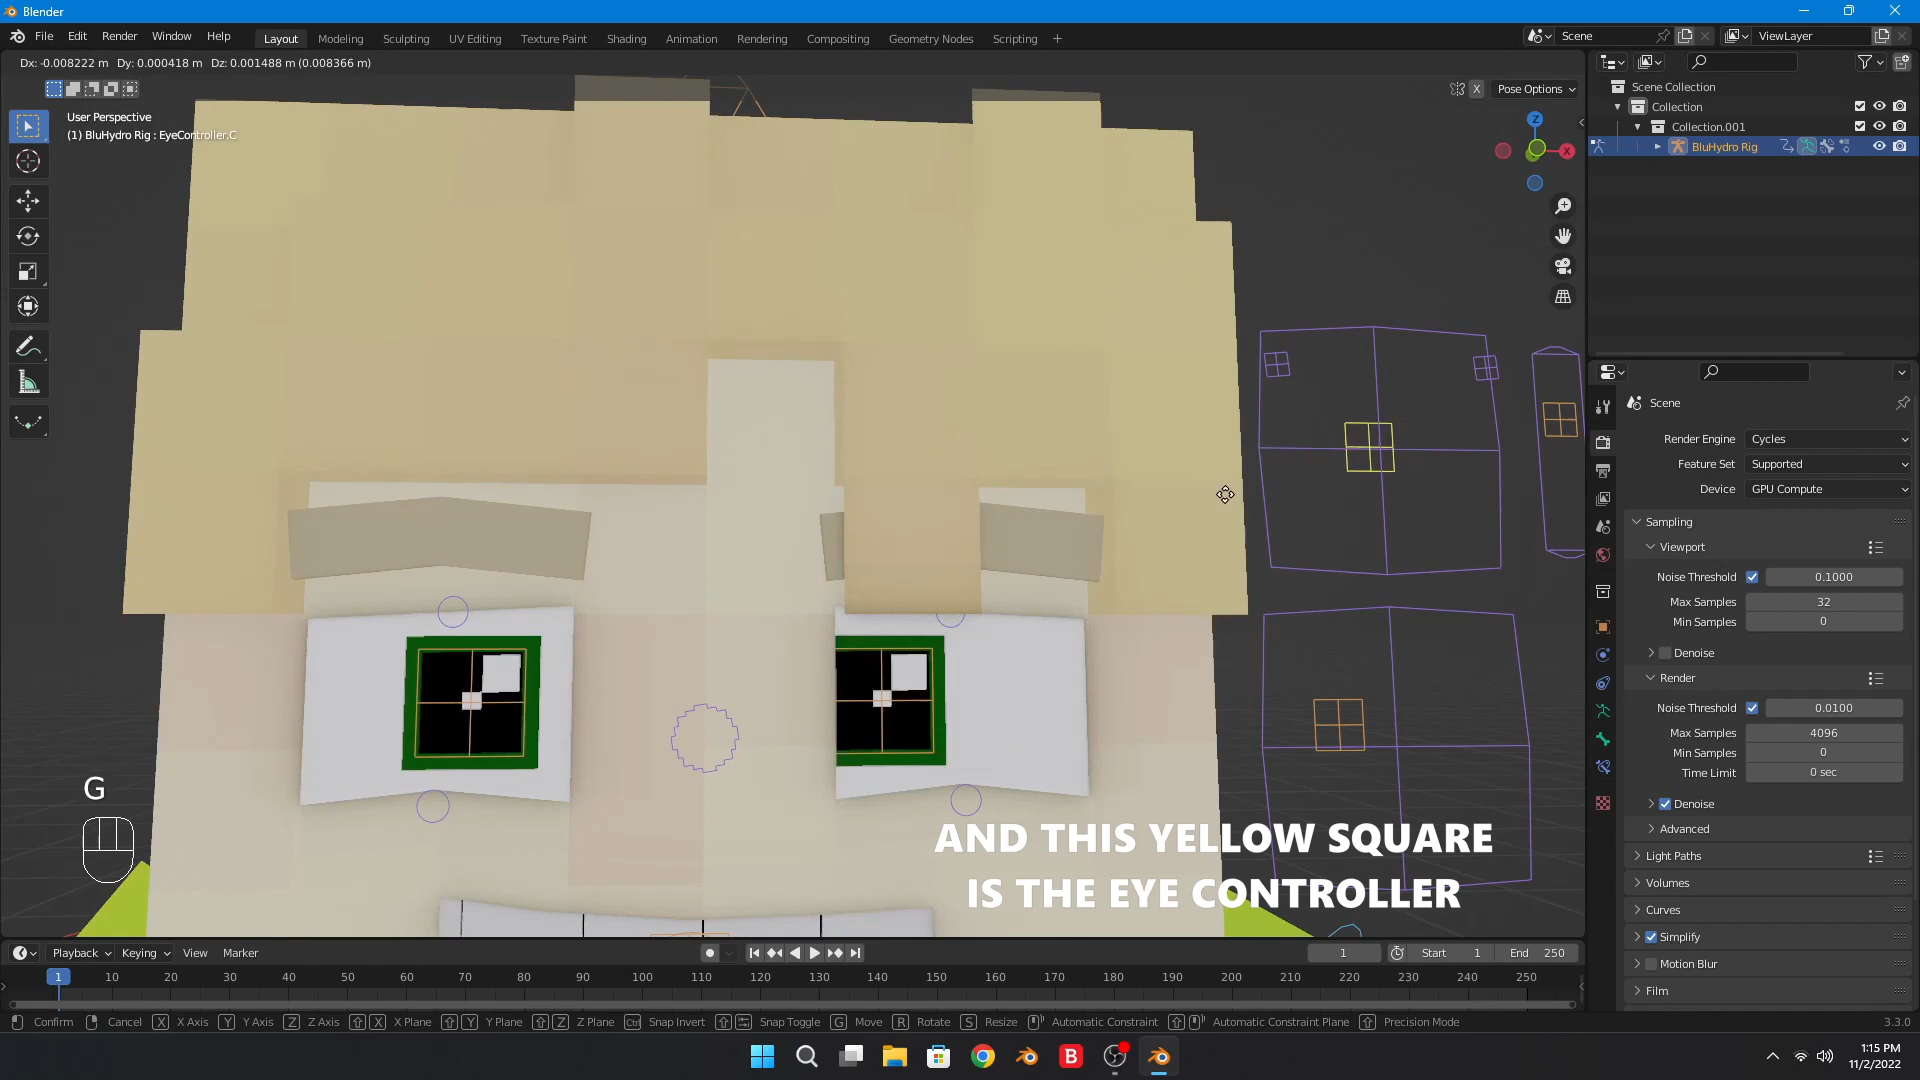 Blender
File Edit Render Window Help
Layout Modeling Sculpting UV Editing Texture Paint Shading Animation Rendering Compositing Geometry Nodes Scripting +
Scene
ViewLayer
Dx: -0.008222 m Dy: 0.000418 m Dz: 0.001488 m (0.008366 m)
X
Pose Options
User Perspective
(1) BluHydro Rig : EyeController.C
Z
X
Scene Collection
Collection
Collection.001
BluHydro Rig
Scene
Render Engine Cycles
Feature Set Supported
Device GPU Compute
Sampling
Viewport
Noise Threshold 0.1000
Max Samples 32
Min Samples 0
Denoise
Render
Noise Threshold 0.0100
Max Samples 4096
Min Samples 0
Time Limit 0 sec
Denoise
Advanced
Light Paths
Volumes
Curves
Simplify
Motion Blur
Film
G
AND THIS YELLOW SQUARE
IS THE EYE CONTROLLER
Playback Keying View Marker
1 Start 1 End 250
1 10 20 30 40 50 60 70 80 90 100 110 120 130 140 150 160 170 180 190 200 210 220 230 240 250
Confirm Cancel X X Axis Y Y Axis Z Z Axis X X Plane Y Y Plane Z Z Plane Ctrl Snap Invert Snap Toggle G Move R Rotate S Resize Automatic Constraint Automatic Constraint Plane Precision Mode 3.3.0
B
1:15 PM
11/2/2022